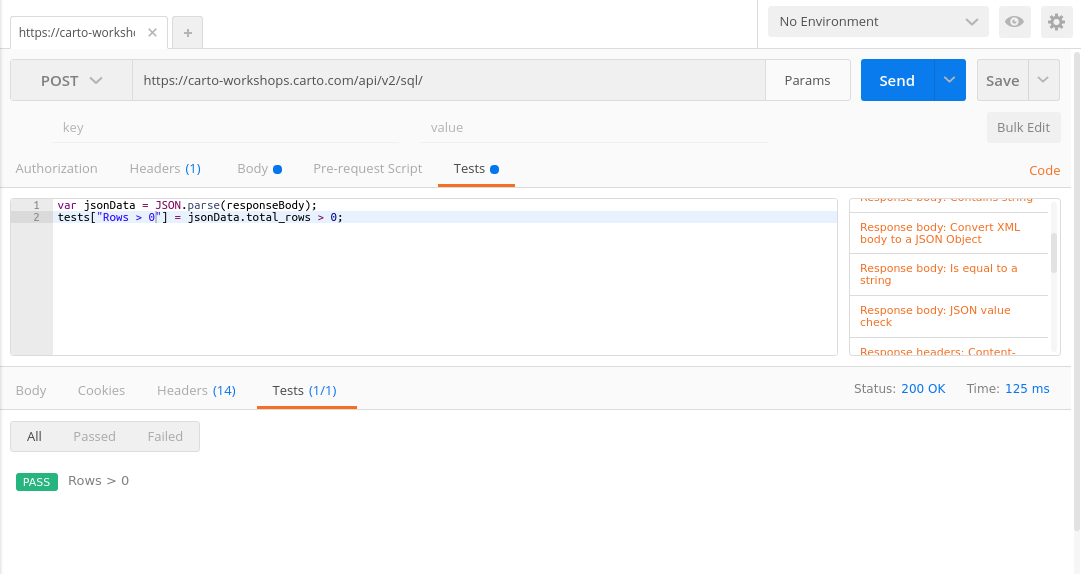 https://carto-worksho
+
No Environment
POST
https://carto-workshops.carto.com/api/v2/sql/
Params
Send
Save
key
value
Bulk Edit
Authorization
Headers (1)
Body
Pre-request Script
Tests
Code
1 var jsonData = JSON.parse(responseBody);
2 tests["Rows > 0"] = jsonData.total_rows > 0;
Response body: Contains string
Response body: Convert XML
body to a JSON Object
Response body: Is equal to a
string
Response body: JSON value
check
Response headers: Content-
Body
Cookies
Headers (14)
Tests (1/1)
Status: 200 OK
Time: 125 ms
All
Passed
Failed
PASS
Rows > 0